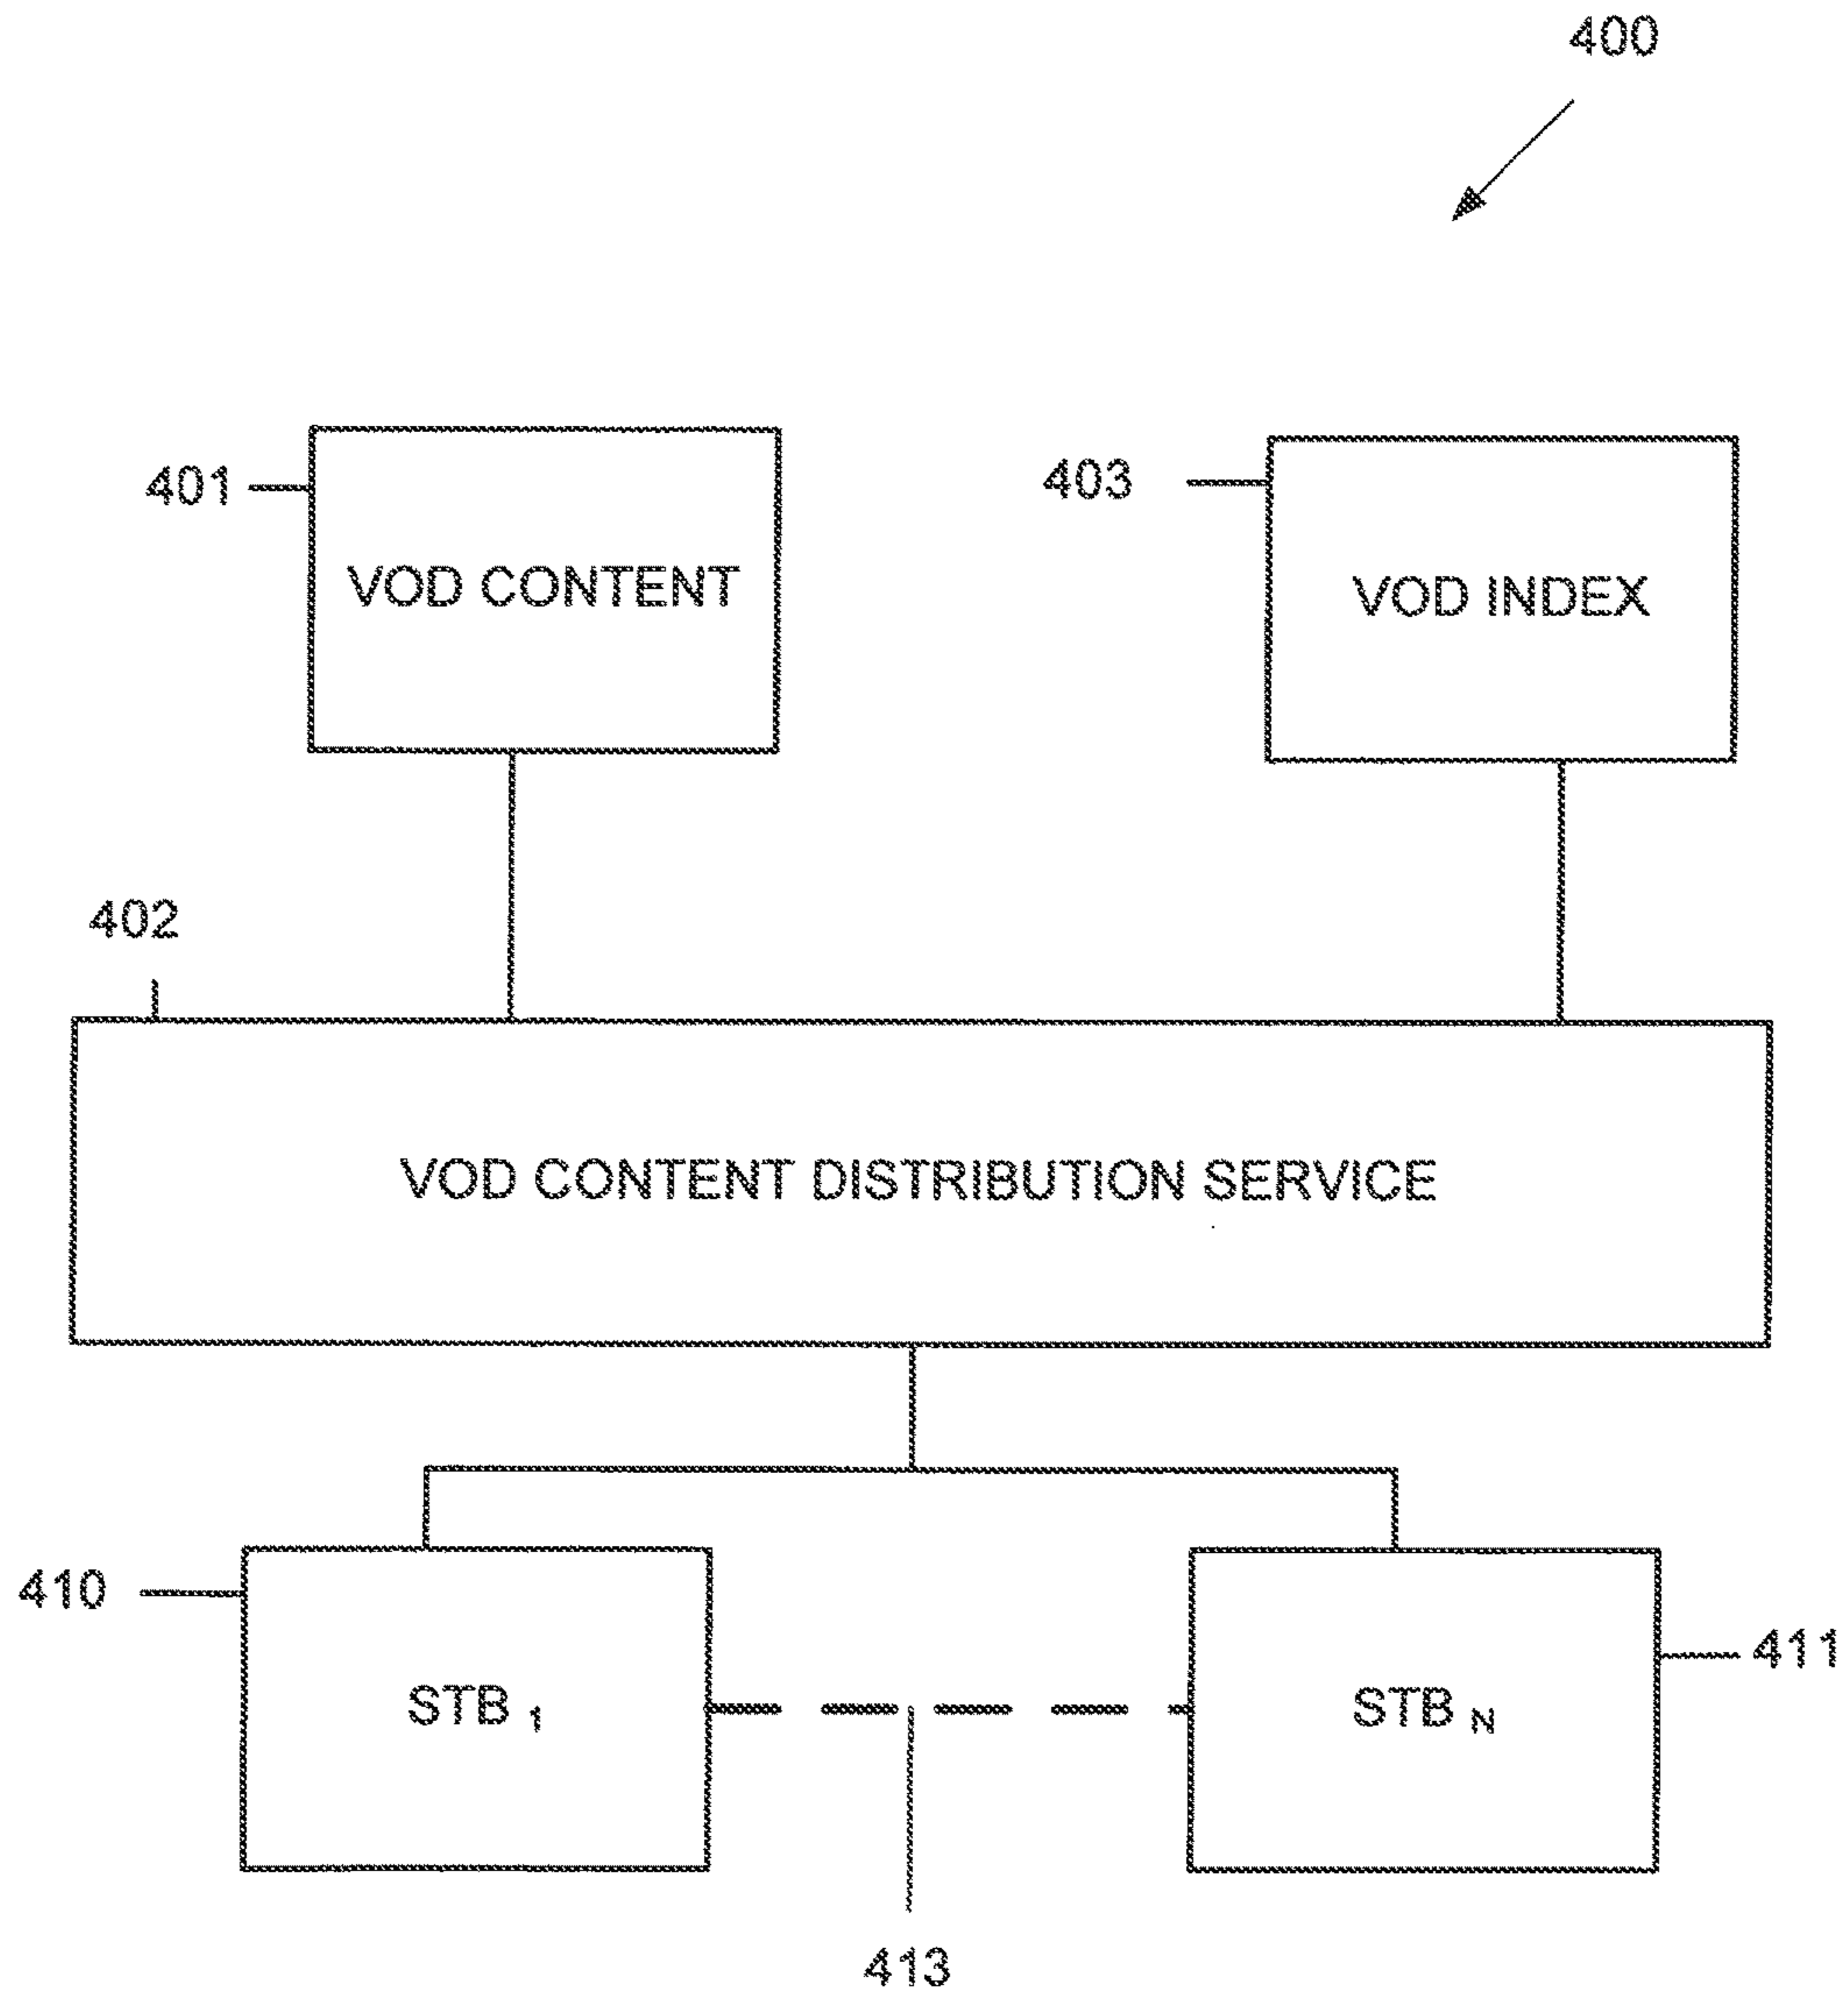 400
401
VOD CONTENT
403
VOD INDEX
402
VOD CONTENT DISTRIBUTION SERVICE
410
STB 1
STB N
411
413